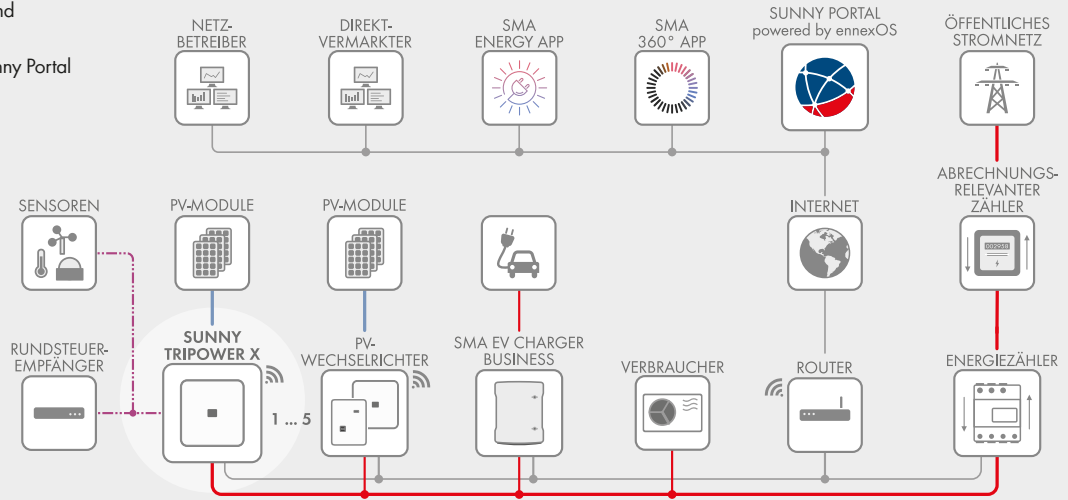 nd
nny Portal
NETZ-
BETREIBER
DIREKT-
VERMARKTER
SMA
ENERGY APP
SMA
360° APP
SUNNY PORTAL
powered by ennexOS
ÖFFENTLICHES
STROMNETZ
SENSOREN
PV-MODULE
PV-MODULE
INTERNET
ABRECHNUNGS-
RELEVANTER
ZÄHLER
002938
RUNDSTEUER-
EMPFÄNGER
SUNNY
TRIPOWER X
1 ... 5
PV-
WECHSELRICHTER
SMA EV CHARGER
BUSINESS
VERBRAUCHER
ROUTER
ENERGIEZÄHLER